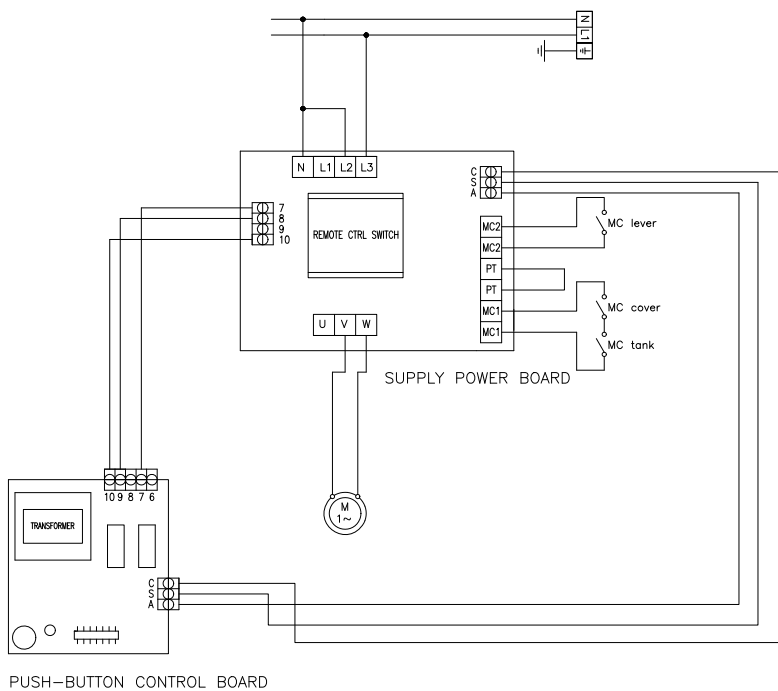 N
L1
N L1 L2 L3
C
S
A
7
8
9
10
REMOTE CTRL SWITCH
MC2
MC2
PT
PT
MC1
MC1
MC lever
MC cover
MC tank
U V W
SUPPLY POWER BOARD
M
1~
10 9 8 7 6
TRANSFORMER
C
S
A
PUSH-BUTTON CONTROL BOARD